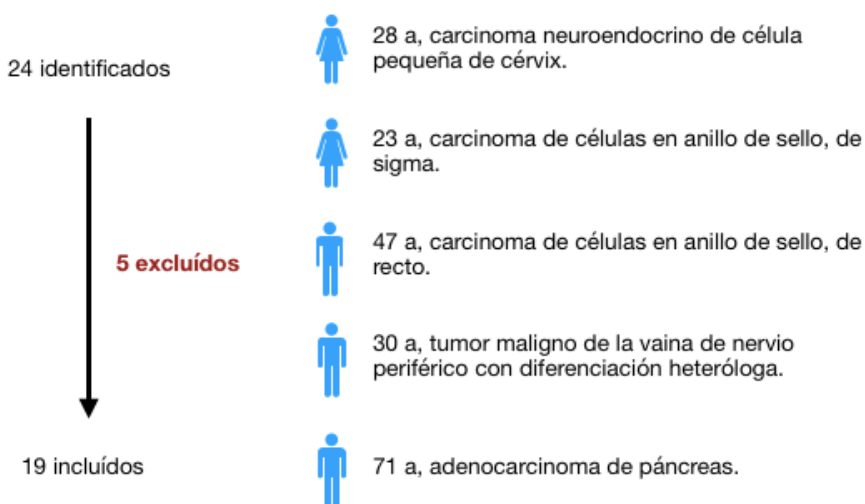 24 identificados
5 excluídos
19 incluídos
28 a, carcinoma neuroendocrino de célula
pequeña de cérvix.
23 a, carcinoma de células en anillo de sello, de
sigma.
47 a, carcinoma de células en anillo de sello, de
recto.
30 a, tumor maligno de la vaina de nervio
periférico con diferenciación heteróloga.
71 a, adenocarcinoma de páncreas.